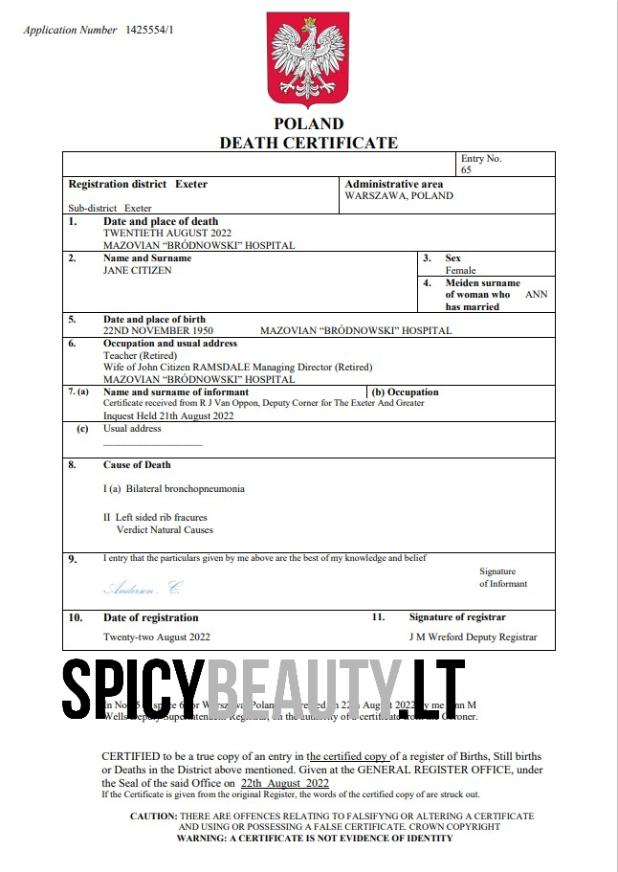 Application Number 1425554/1
POLAND
DEATH CERTIFICATE
Entry No.
65
Registration district Exeter
Sub-district Exeter
Administrative area
WARSZAWA, POLAND
1. Date and place of death
TWENTIETH AUGUST 2022
MAZOVIAN “BRÓDNOWSKI” HOSPITAL
2. Name and Surname
JANE CITIZEN
3. Sex
Female
4. Meiden surname
of woman who ANN
has married
5. Date and place of birth
22ND NOVEMBER 1950 MAZOVIAN “BRÓDNOWSKI” HOSPITAL
6. Occupation and usual address
Teacher (Retired)
Wife of John Citizen RAMSDALE Managing Director (Retired)
MAZOVIAN “BRÓDNOWSKI” HOSPITAL
7. (a) Name and surname of informant (b) Occupation
Certificate received from R J Van Oppon, Deputy Corner for The Exeter And Greater
Inquest Held 21th August 2022
(c) Usual address
8. Cause of Death
I (a) Bilateral bronchopneumonia
II Left sided rib fracures
Verdict Natural Causes
9. I entry that the particulars given by me above are the best of my knowledge and belief
Anderson. C.
Signature
of Informant
10. Date of registration
Twenty-two August 2022
11. Signature of registrar
J M Wreford Deputy Registrar
SPICYBEAUTY.LT
In No on 22 August 2022 by me Ann M
Wells Deputy Superintendent Registrar, on the authority of a certificate from the Coroner.
CERTIFIED to be a true copy of an entry in the certified copy of a register of Births, Still births
or Deaths in the District above mentioned. Given at the GENERAL REGISTER OFFICE, under
the Seal of the said Office on 22th August 2022
If the Certificate is given from the original Register, the words of the certified copy of are struck out.
CAUTION: THERE ARE OFFENCES RELATING TO FALSIFYNG OR ALTERING A CERTIFICATE
AND USING OR POSSESSING A FALSE CERTIFICATE. CROWN COPYRIGHT
WARNING: A CERTIFICATE IS NOT EVIDENCE OF IDENTITY